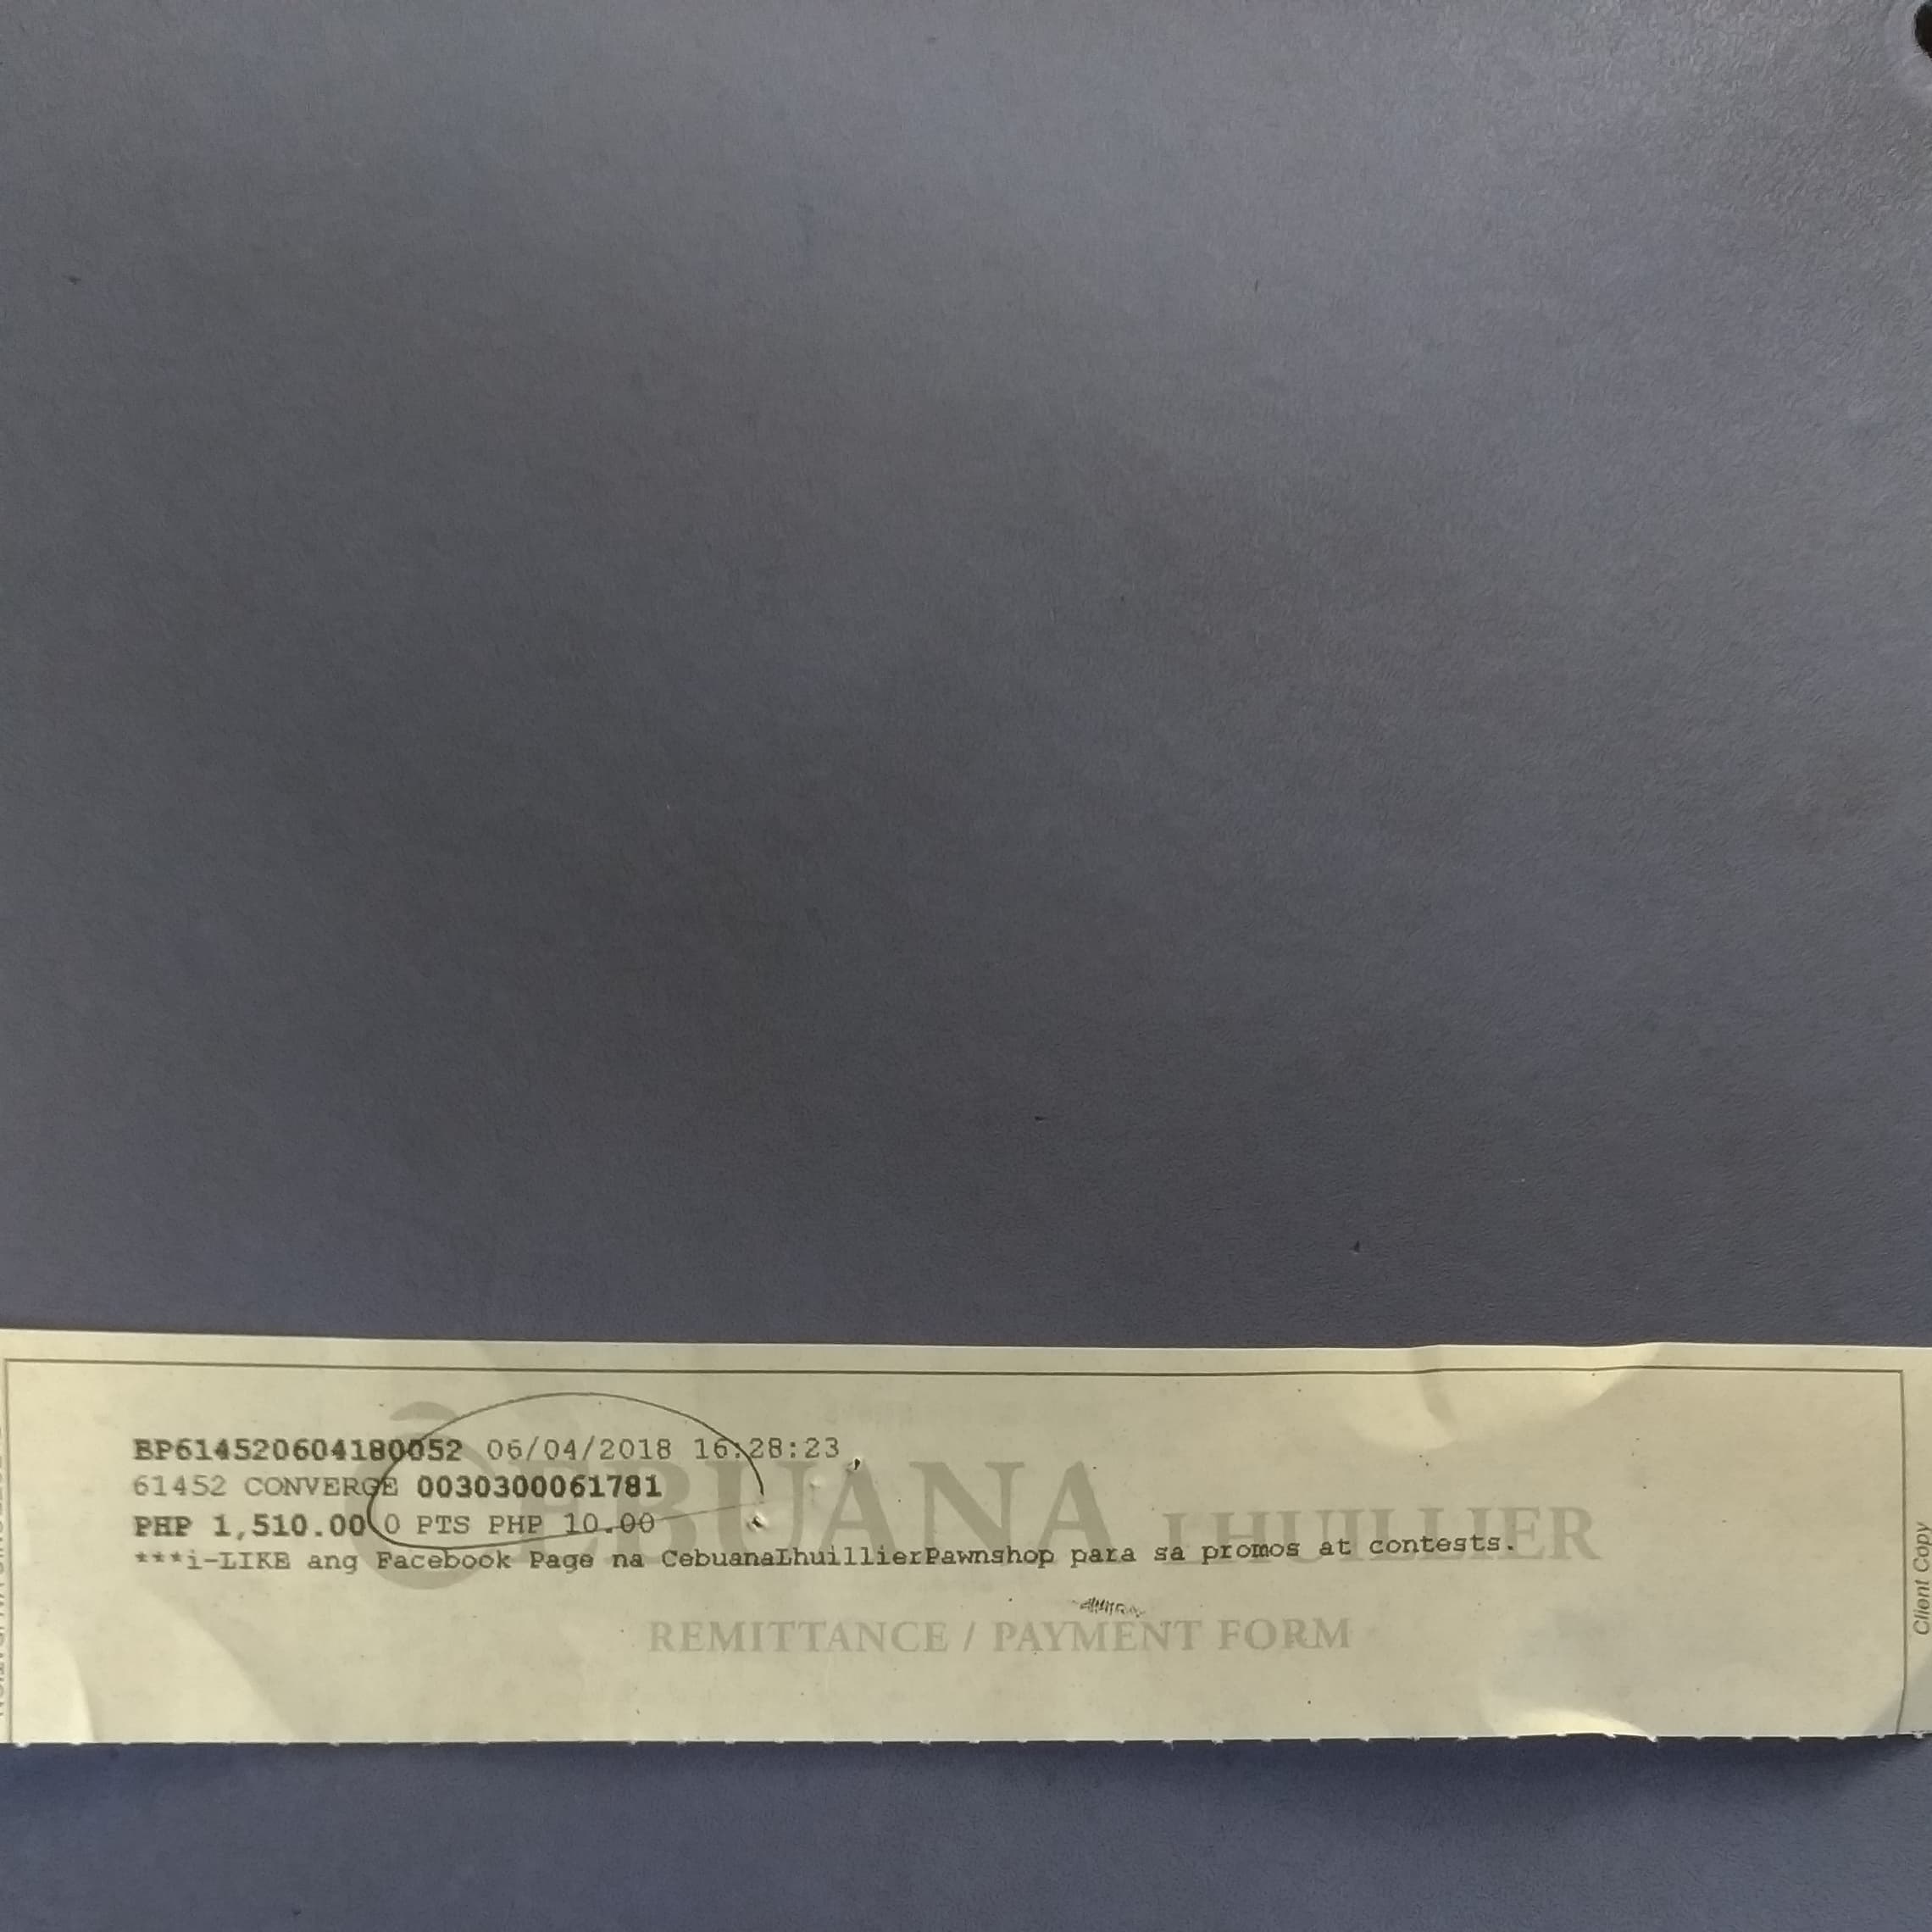 BP614520604180052 06/04/2018 16:28:23
61452 CONVERGE 0030300061781
PHP 1,510.00 0 PTS PHP 10.00
***i-LIKE ang Facebook Page na CebuanaLhuillierPawnshop para sa promos at contests.
CEBUANA LHUILLIER
REMITTANCE / PAYMENT FORM
Client Copy